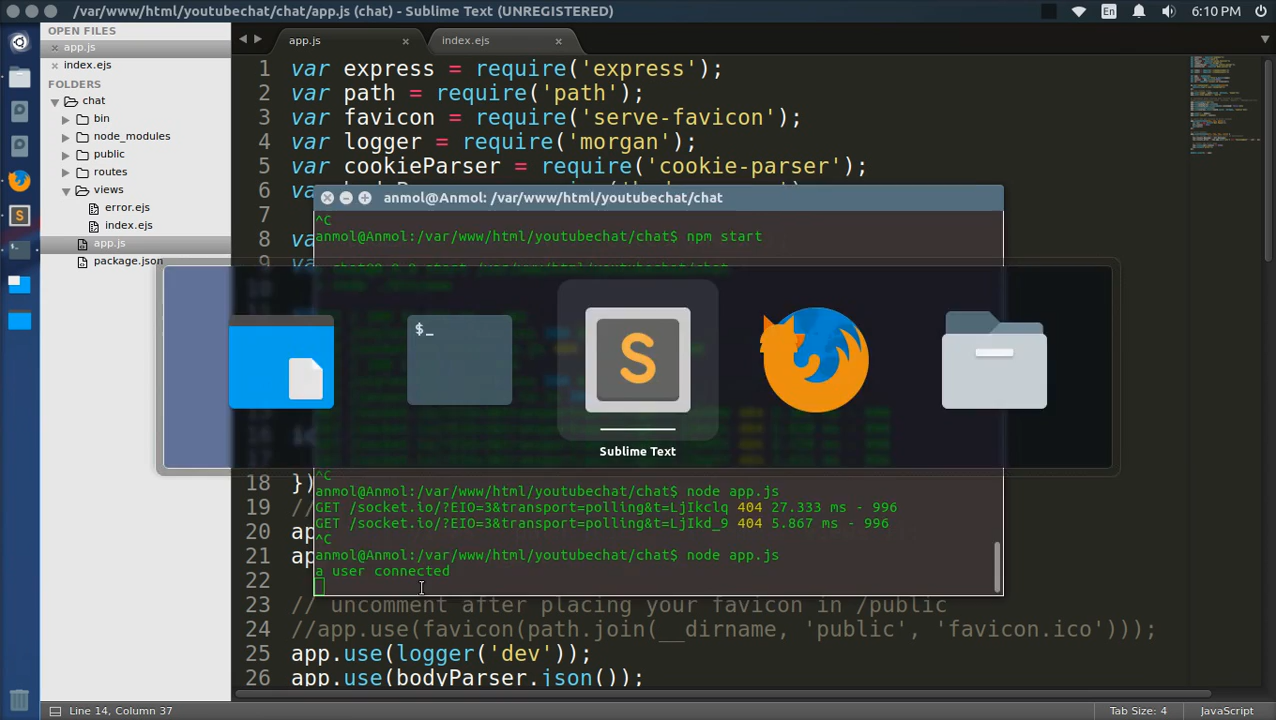 /var/www/html/youtubechat/chat/app.js (chat) - Sublime Text (UNREGISTERED)
En
6:10 PM
OPEN FILES
app.js
index.ejs
FOLDERS
chat
bin
node_modules
public
routes
views
error.ejs
index.ejs
app.js
package.json
app.js
index.ejs
1 var express = require('express');
2 var path = require('path');
3 var favicon = require('serve-favicon');
4 var logger = require('morgan');
5 var cookieParser = require('cookie-parser');
6
7
8
9
anmol@Anmol: /var/www/html/youtubechat/chat
^C
anmol@Anmol:/var/www/html/youtubechat/chat$ npm start
$_
S
Sublime Text
^C
anmol@Anmol:/var/www/html/youtubechat/chat$ node app.js
GET /socket.io/?EIO=3&transport=polling&t=LjIkclq 404 27.333 ms - 996
GET /socket.io/?EIO=3&transport=polling&t=LjIkd_9 404 5.867 ms - 996
^C
anmol@Anmol:/var/www/html/youtubechat/chat$ node app.js
a user connected
18 })
19 //
20 ap
21 ap
22
23 // uncomment after placing your favicon in /public
24 //app.use(favicon(path.join(__dirname, 'public', 'favicon.ico')));
25 app.use(logger('dev'));
26 app.use(bodyParser.json());
Line 14, Column 37
Tab Size: 4
JavaScript